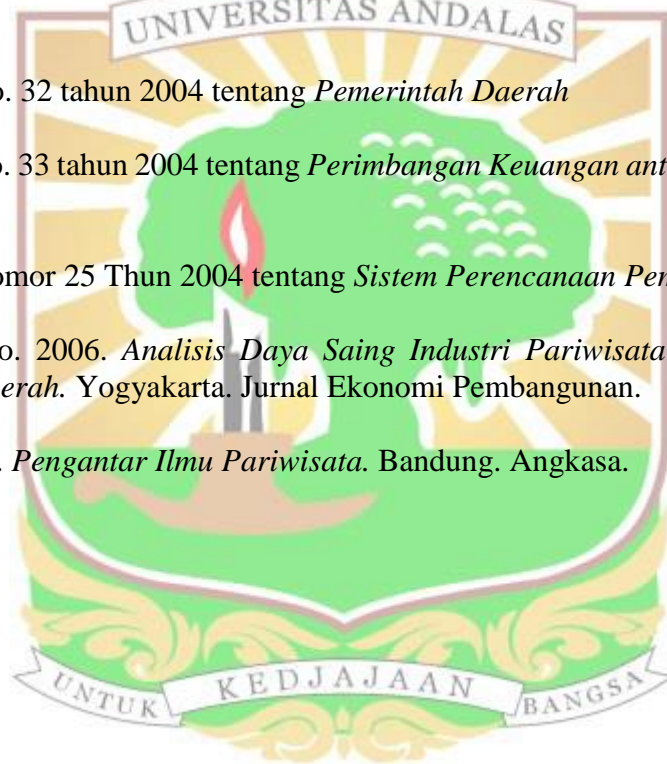 UNIVERSITAS ANDALAS
o. 32 tahun 2004 tentang Pemerintah Daerah
o. 33 tahun 2004 tentang Perimbangan Keuangan ant
omor 25 Thun 2004 tentang Sistem Perencanaan Pen
o. 2006. Analisis Daya Saing Industri Pariwisata
erah. Yogyakarta. Jurnal Ekonomi Pembangunan.
. Pengantar Ilmu Pariwisata. Bandung. Angkasa.
UNTUK KEDJAJAAN BANGSA